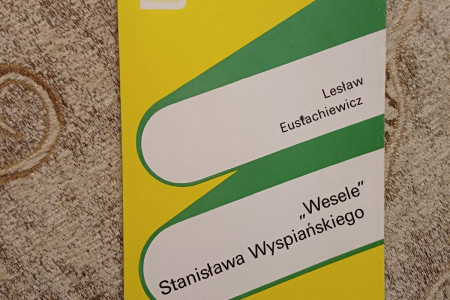 Lesław
Eustachiewicz
„Wesele”
Stanisława Wyspiańskiego